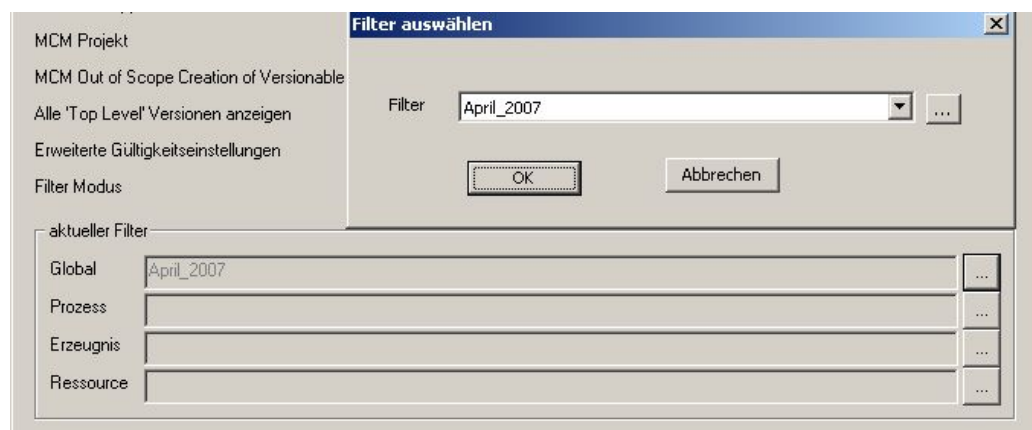 Filter auswählen
MCM Projekt
MCM Out of Scope Creation of Versionable
Alle 'Top Level' Versionen anzeigen
Filter April_2007 ...
Erweiterte Gültigkeitseinstellungen
OK Abbrechen
Filter Modus
aktueller Filter
Global April_2007 ...
Prozess ...
Erzeugnis ...
Ressource ...